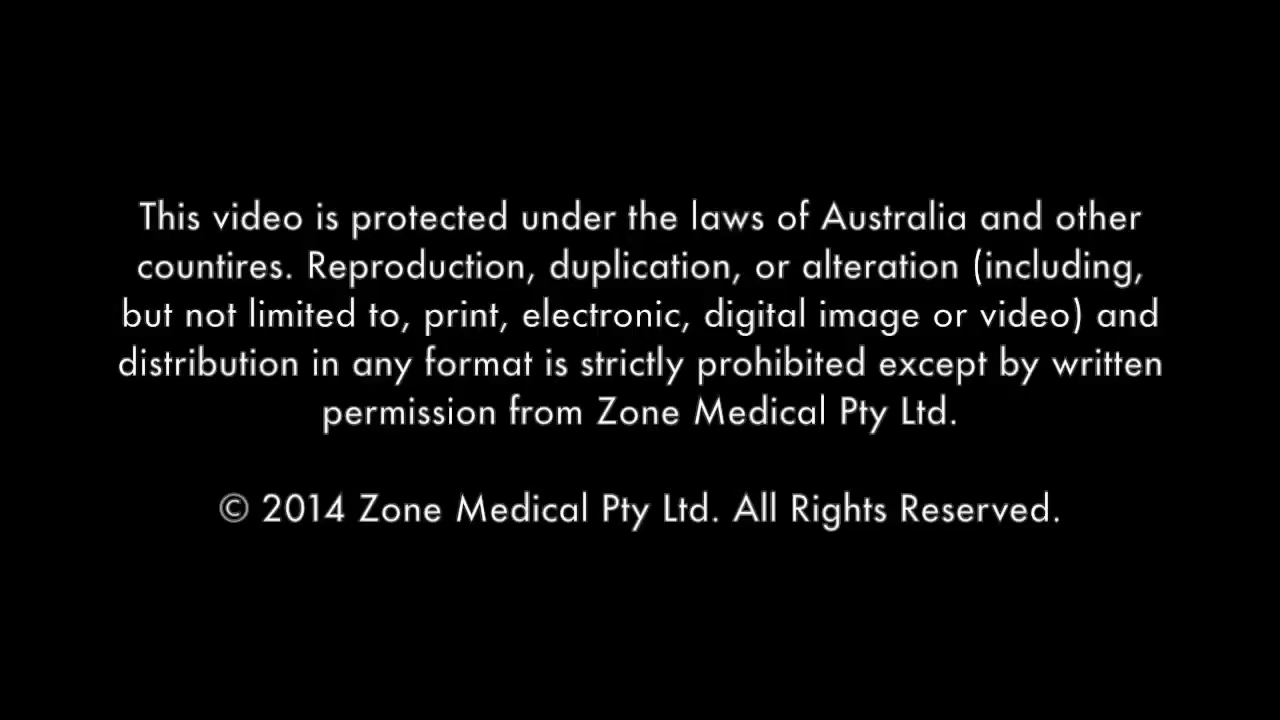 This video is protected under the laws of Australia and other
countires. Reproduction, duplication, or alteration (including,
but not limited to, print, electronic, digital image or video) and
distribution in any format is strictly prohibited except by written
permission from Zone Medical Pty Ltd.
© 2014 Zone Medical Pty Ltd. All Rights Reserved.